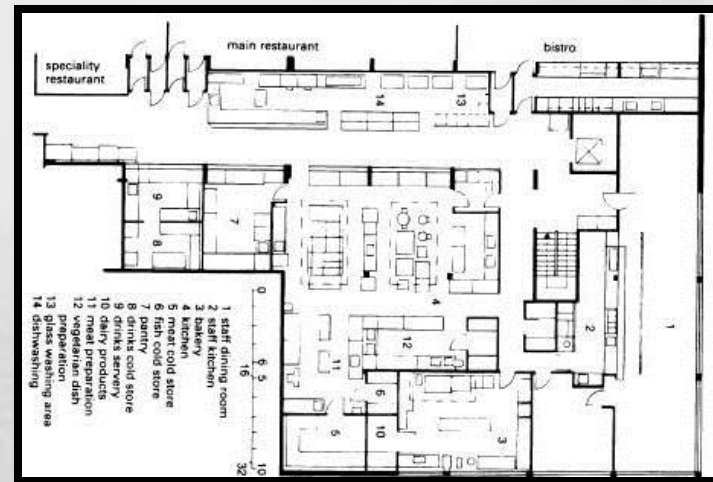 speciality
restaurant
main restaurant
bistro
14
13
9
8
7
4
12
11
6
10
5
3
2
1
1 staff dining room
2 staff kitchen
3 bakery
4 kitchen
5 meat cold store
6 fish cold store
7 pantry
8 drinks cold store
9 drinks servery
10 dairy products
11 meat preparation
12 vegetarian dish
preparation
13 glass washing area
14 dishwashing
0 6 5 10
16 32